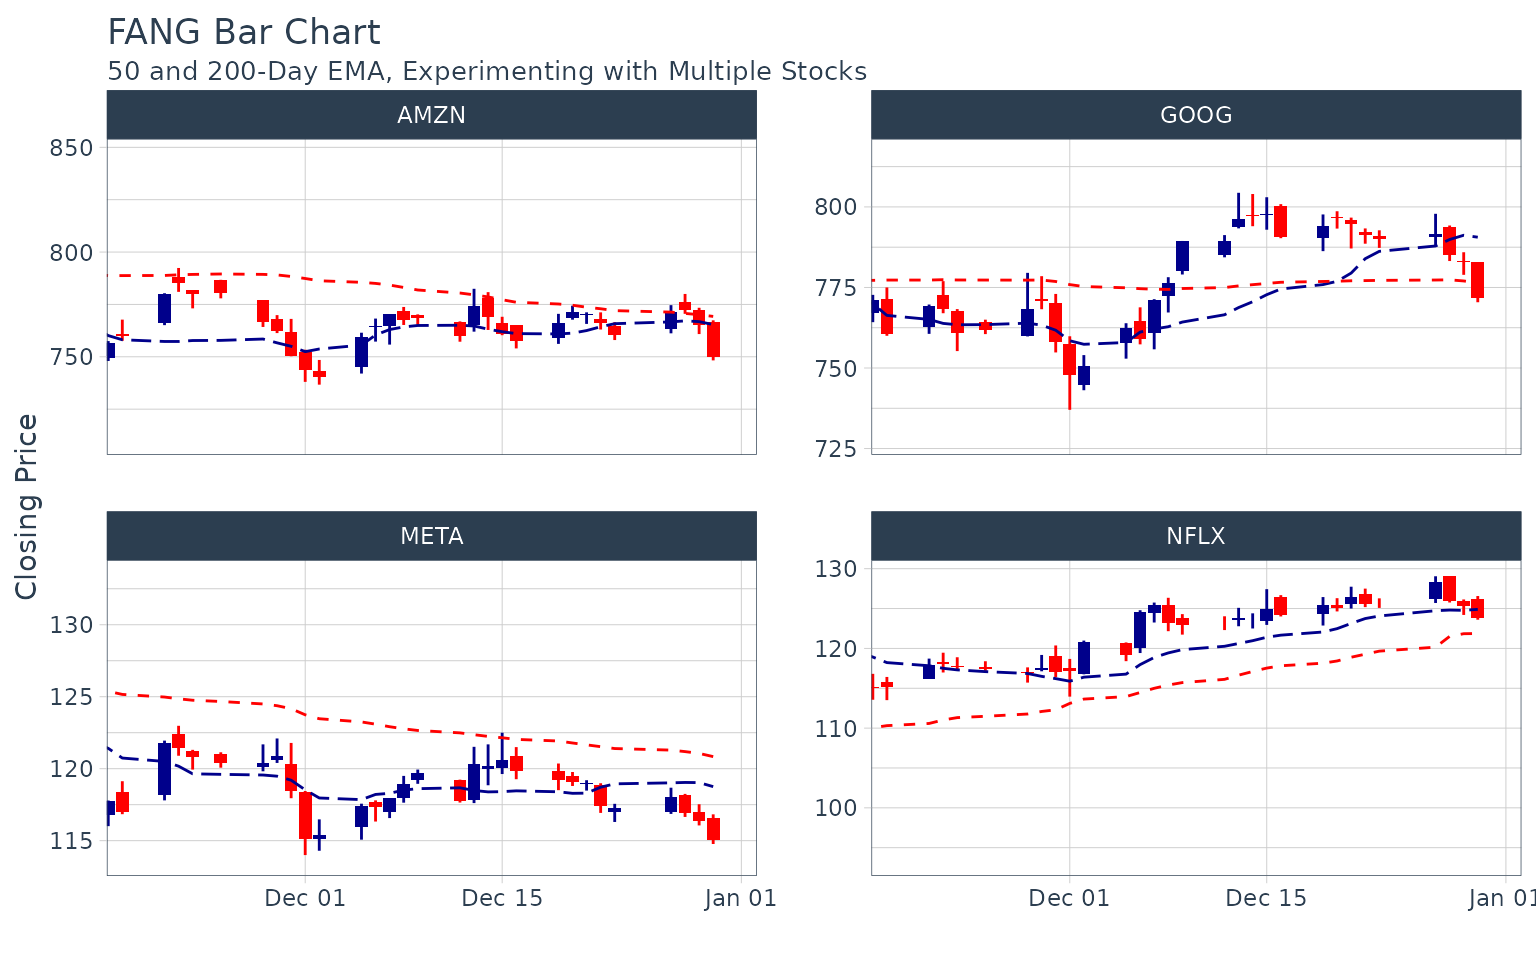 FANG Bar Chart
50 and 200-Day EMA, Experimenting with Multiple Stocks
AMZN
850
800
750
GOOG
800
775
750
725
Closing Price
META
130
125
120
115
Dec 01 Dec 15 Jan 01
NFLX
130
120
110
100
Dec 01 Dec 15 Jan 01